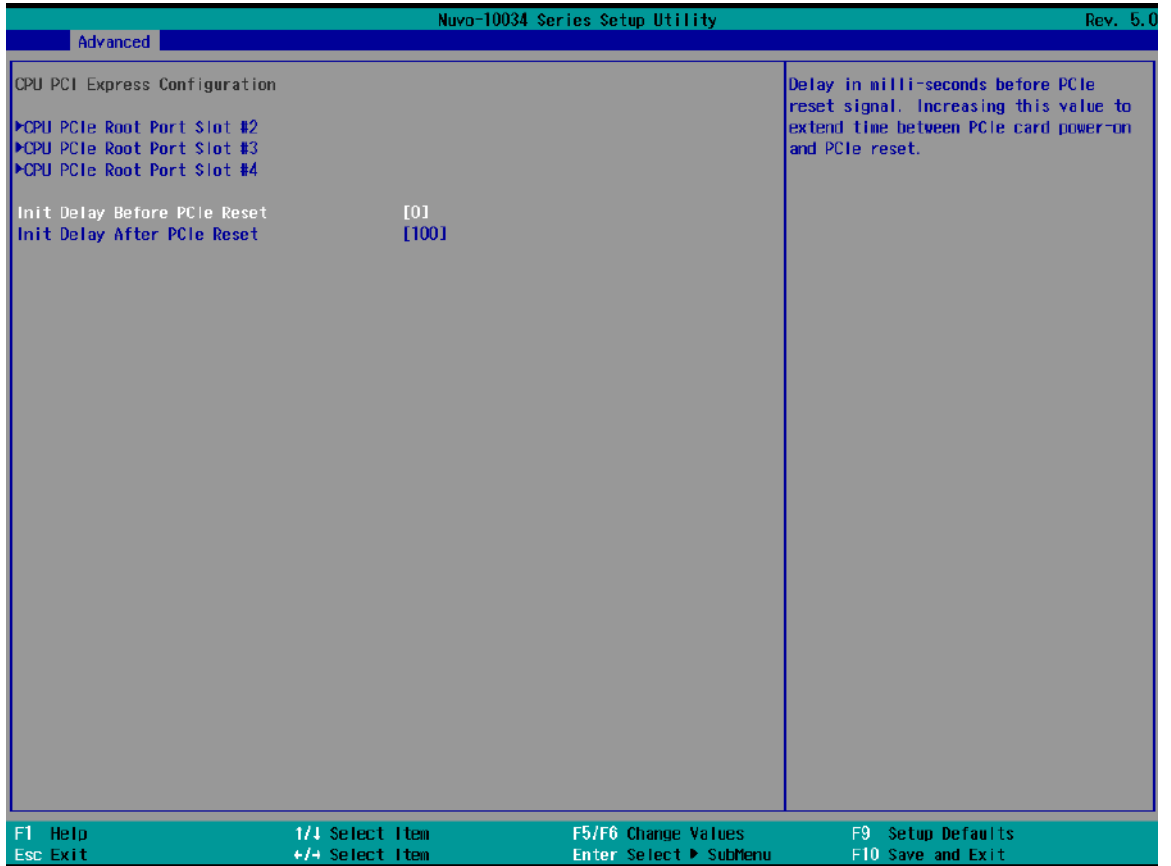 Nuvo-10034 Series Setup Utility Rev. 5.0
Advanced
CPU PCI Express Configuration
▶CPU PCIe Root Port Slot #2
▶CPU PCIe Root Port Slot #3
▶CPU PCIe Root Port Slot #4
Init Delay Before PCIe Reset [0]
Init Delay After PCIe Reset [100]
Delay in milli-seconds before PCIe
reset signal. Increasing this value to
extend time between PCIe card power-on
and PCIe reset.
F1 Help ↑/↓ Select Item F5/F6 Change Values F9 Setup Defaults
Esc Exit ←/→ Select Item Enter Select ▶ SubMenu F10 Save and Exit